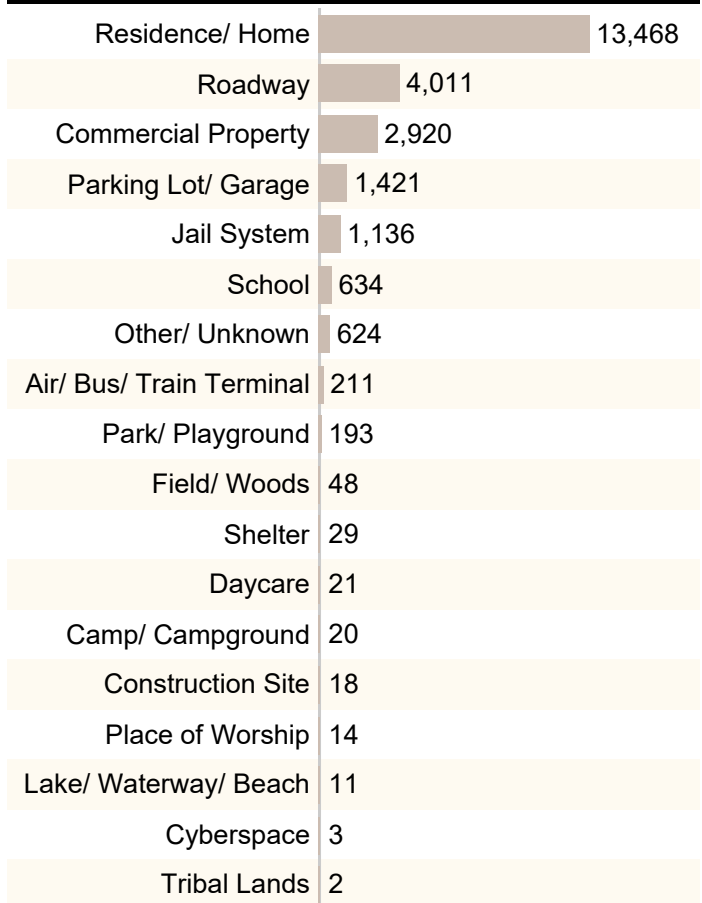 Residence/ Home 13,468
Roadway 4,011
Commercial Property 2,920
Parking Lot/ Garage 1,421
Jail System 1,136
School 634
Other/ Unknown 624
Air/ Bus/ Train Terminal 211
Park/ Playground 193
Field/ Woods 48
Shelter 29
Daycare 21
Camp/ Campground 20
Construction Site 18
Place of Worship 14
Lake/ Waterway/ Beach 11
Cyberspace 3
Tribal Lands 2